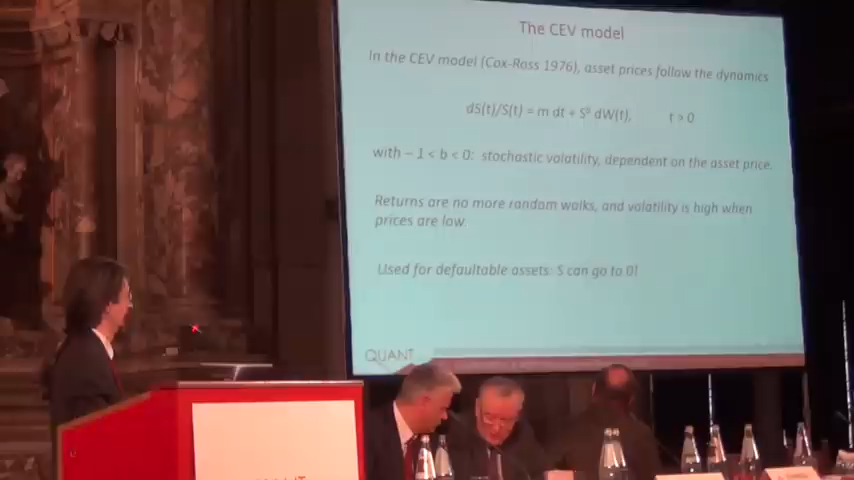 The CEV model
In the CEV model (Cox-Ross 1976), asset prices follow the dynamics
dS(t)/S(t) = m dt + Sᵇ dW(t), t > 0
with – 1 < b < 0: stochastic volatility, dependent on the asset price.
Returns are no more random walks, and volatility is high when
prices are low.
Used for defaultable assets: S can go to 0!
QUANT